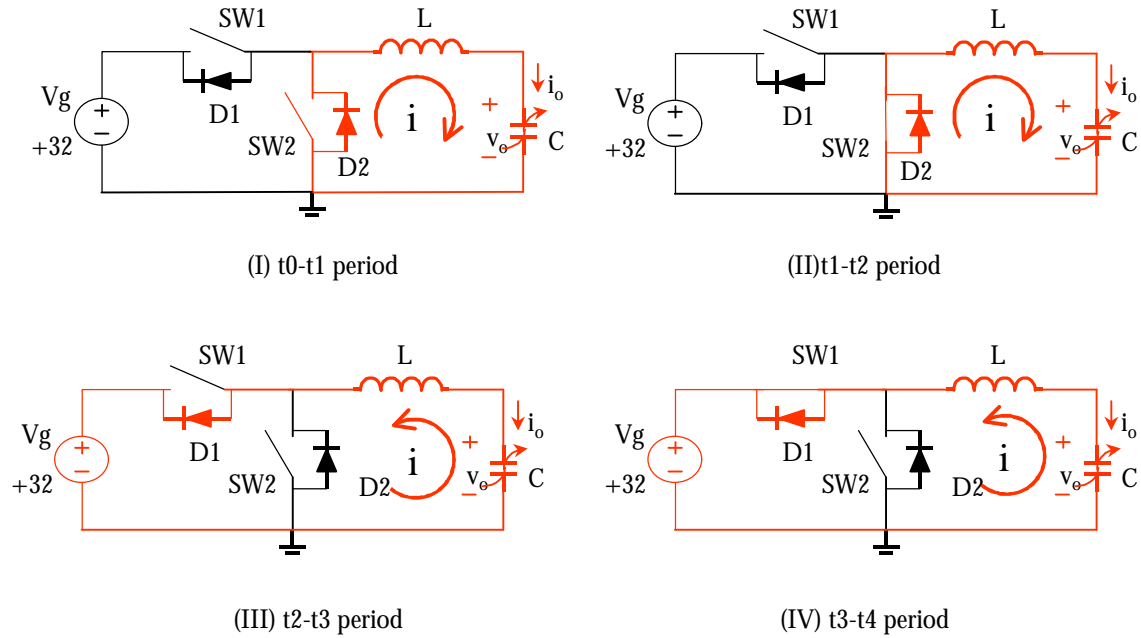 SW1
L
Vg
+
−
+32
D1
SW2
D2
i
+
vo
−
io
C
(I) t0-t1 period
SW1
L
Vg
+
−
+32
D1
SW2
D2
i
+
vo
−
io
C
(II)t1-t2 period
SW1
L
Vg
+
−
+32
D1
SW2
D2
i
+
vo
−
io
C
(III) t2-t3 period
SW1
L
Vg
+
−
+32
D1
SW2
D2
i
+
vo
−
io
C
(IV) t3-t4 period